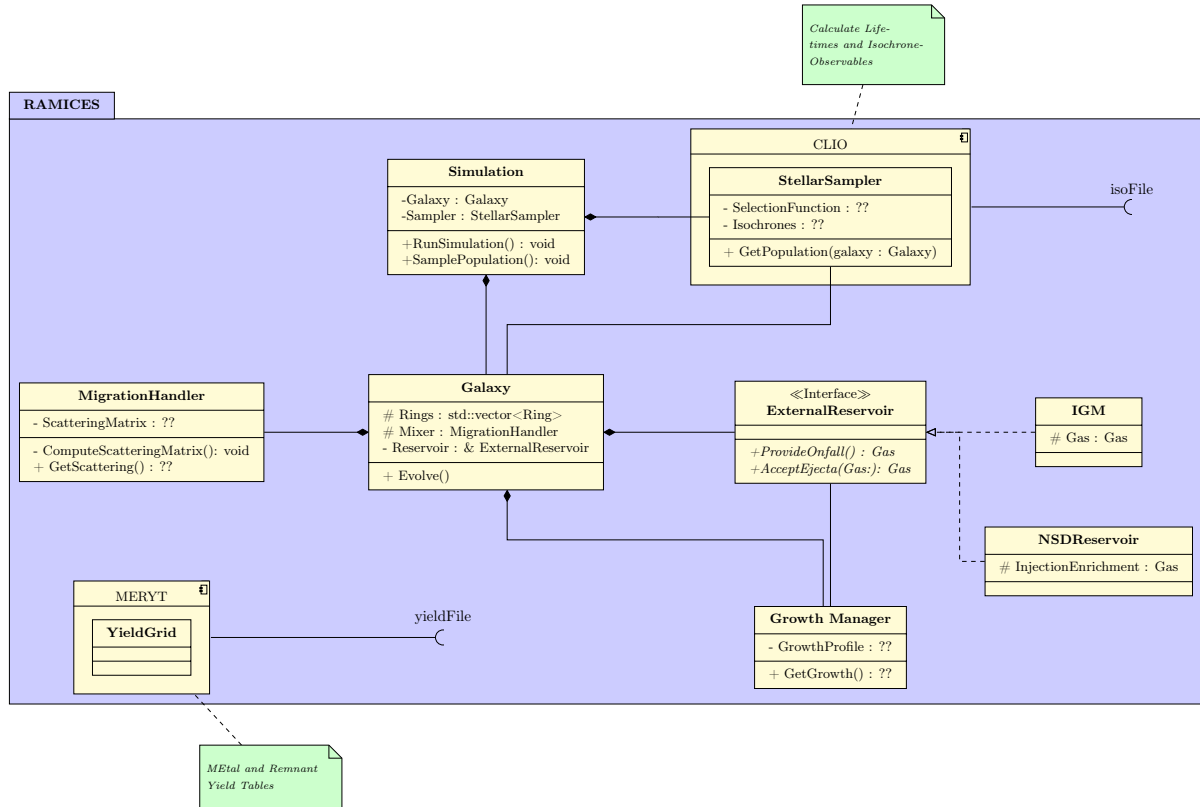 Calculate Life-
times and Isochrone-
Observables
RAMICES
CLIO
Simulation
-Galaxy : Galaxy
-Sampler : StellarSampler
+RunSimulation() : void
+SamplePopulation(): void
StellarSampler
- SelectionFunction : ??
- Isochrones : ??
+ GetPopulation(galaxy : Galaxy)
isoFile
MigrationHandler
- ScatteringMatrix : ??
- ComputeScatteringMatrix(): void
+ GetScattering() : ??
Galaxy
# Rings : std::vector<Ring>
# Mixer : MigrationHandler
- Reservoir : & ExternalReservoir
+ Evolve()
≪Interface≫
ExternalReservoir
+ProvideOnfall() : Gas
+AcceptEjecta(Gas:): Gas
IGM
# Gas : Gas
NSDReservoir
# InjectionEnrichment : Gas
MERYT
YieldGrid
yieldFile
Growth Manager
- GrowthProfile : ??
+ GetGrowth() : ??
MEtal and Remnant
Yield Tables